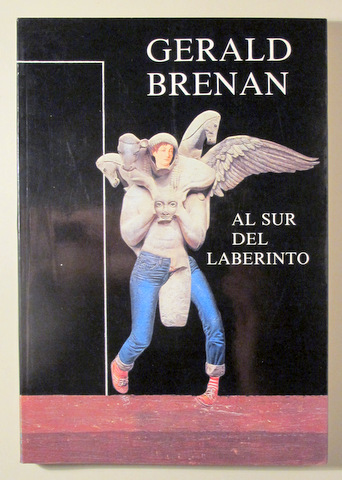 GERALD
BRENAN
AL SUR
DEL
LABERINTO